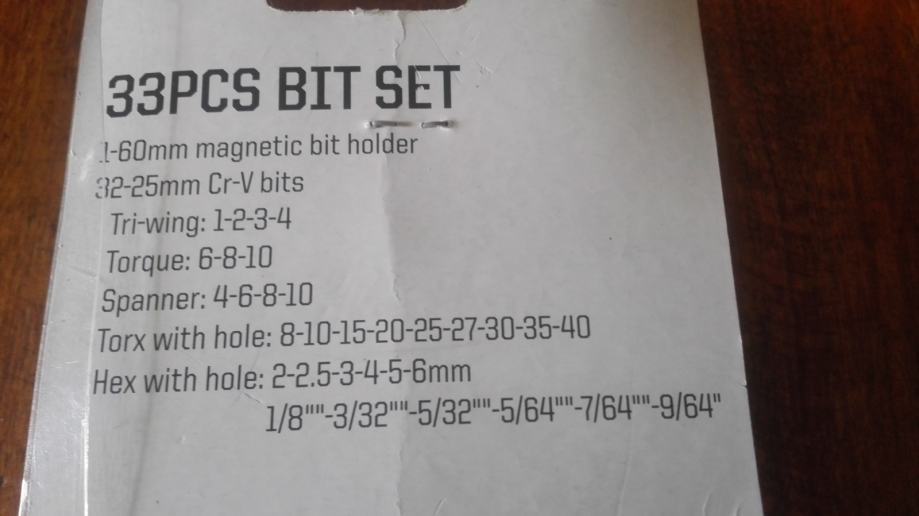 33PCS BIT SET
1-60mm magnetic bit holder
32-25mm Cr-V bits
Tri-wing: 1-2-3-4
Torque: 6-8-10
Spanner: 4-6-8-10
Torx with hole: 8-10-15-20-25-27-30-35-40
Hex with hole: 2-2.5-3-4-5-6mm
1/8""-3/32""-5/32""-5/64""-7/64""-9/64"